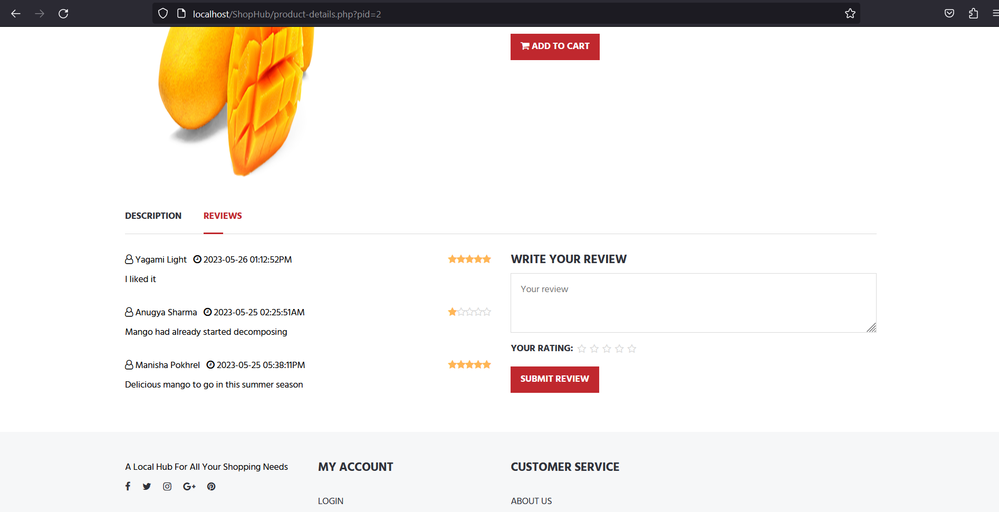 localhost/ShopHub/product-details.php?pid=2
ADD TO CART
DESCRIPTION
REVIEWS
Yagami Light 2023-05-26 01:12:52PM
I liked it
Anugya Sharma 2023-05-25 02:25:51AM
Mango had already started decomposing
Manisha Pokhrel 2023-05-25 05:38:11PM
Delicious mango to go in this summer season
WRITE YOUR REVIEW
Your review
YOUR RATING:
SUBMIT REVIEW
A Local Hub For All Your Shopping Needs
MY ACCOUNT
LOGIN
CUSTOMER SERVICE
ABOUT US